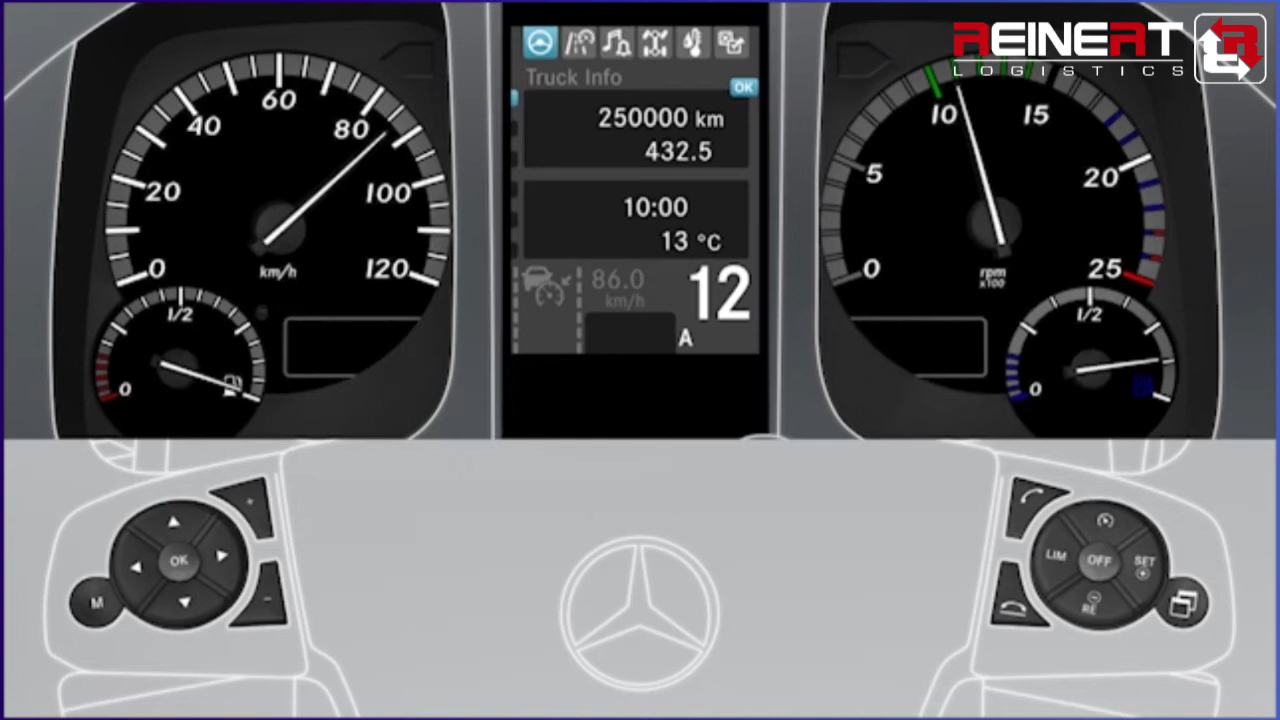 REINERT
LOGISTICS
0
20
40
60
80
100
120
km/h
0
1/2
Truck Info
OK
250000 km
432.5
10:00
13 °C
86.0
km/h
12
A
0
5
10
15
20
25
rpm
x100
0
1/2
OK
+
-
M
LIM
OFF
SET
+
RE